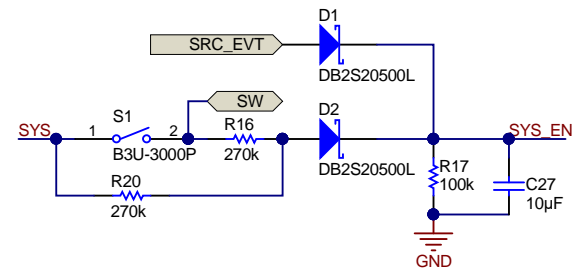 D1
SRC_EVT
DB2S20500L
SW
S1
D2
SYS
1
2
R16
SYS_EN
B3U-3000P
270k
DB2S20500L
R17
R20
100k
C27
270k
10µF
GND